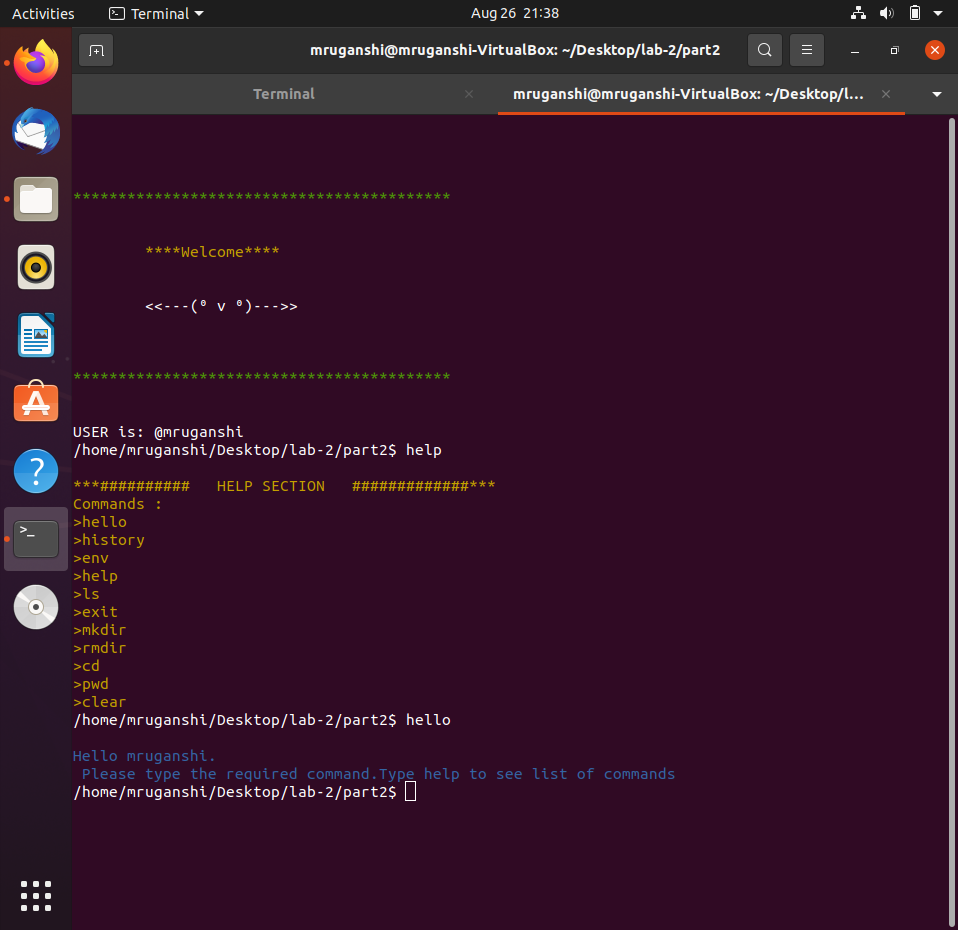 Activities
Terminal
Aug 26 21:38
mruganshi@mruganshi-VirtualBox: ~/Desktop/lab-2/part2
Terminal
mruganshi@mruganshi-VirtualBox: ~/Desktop/l...
******************************************
****Welcome****
<<---(° v °)--->>
******************************************
USER is: @mruganshi
/home/mruganshi/Desktop/lab-2/part2$ help
***########## HELP SECTION #############***
Commands :
>hello
>history
>env
>help
>ls
>exit
>mkdir
>rmdir
>cd
>pwd
>clear
/home/mruganshi/Desktop/lab-2/part2$ hello
Hello mruganshi.
Please type the required command.Type help to see list of commands
/home/mruganshi/Desktop/lab-2/part2$